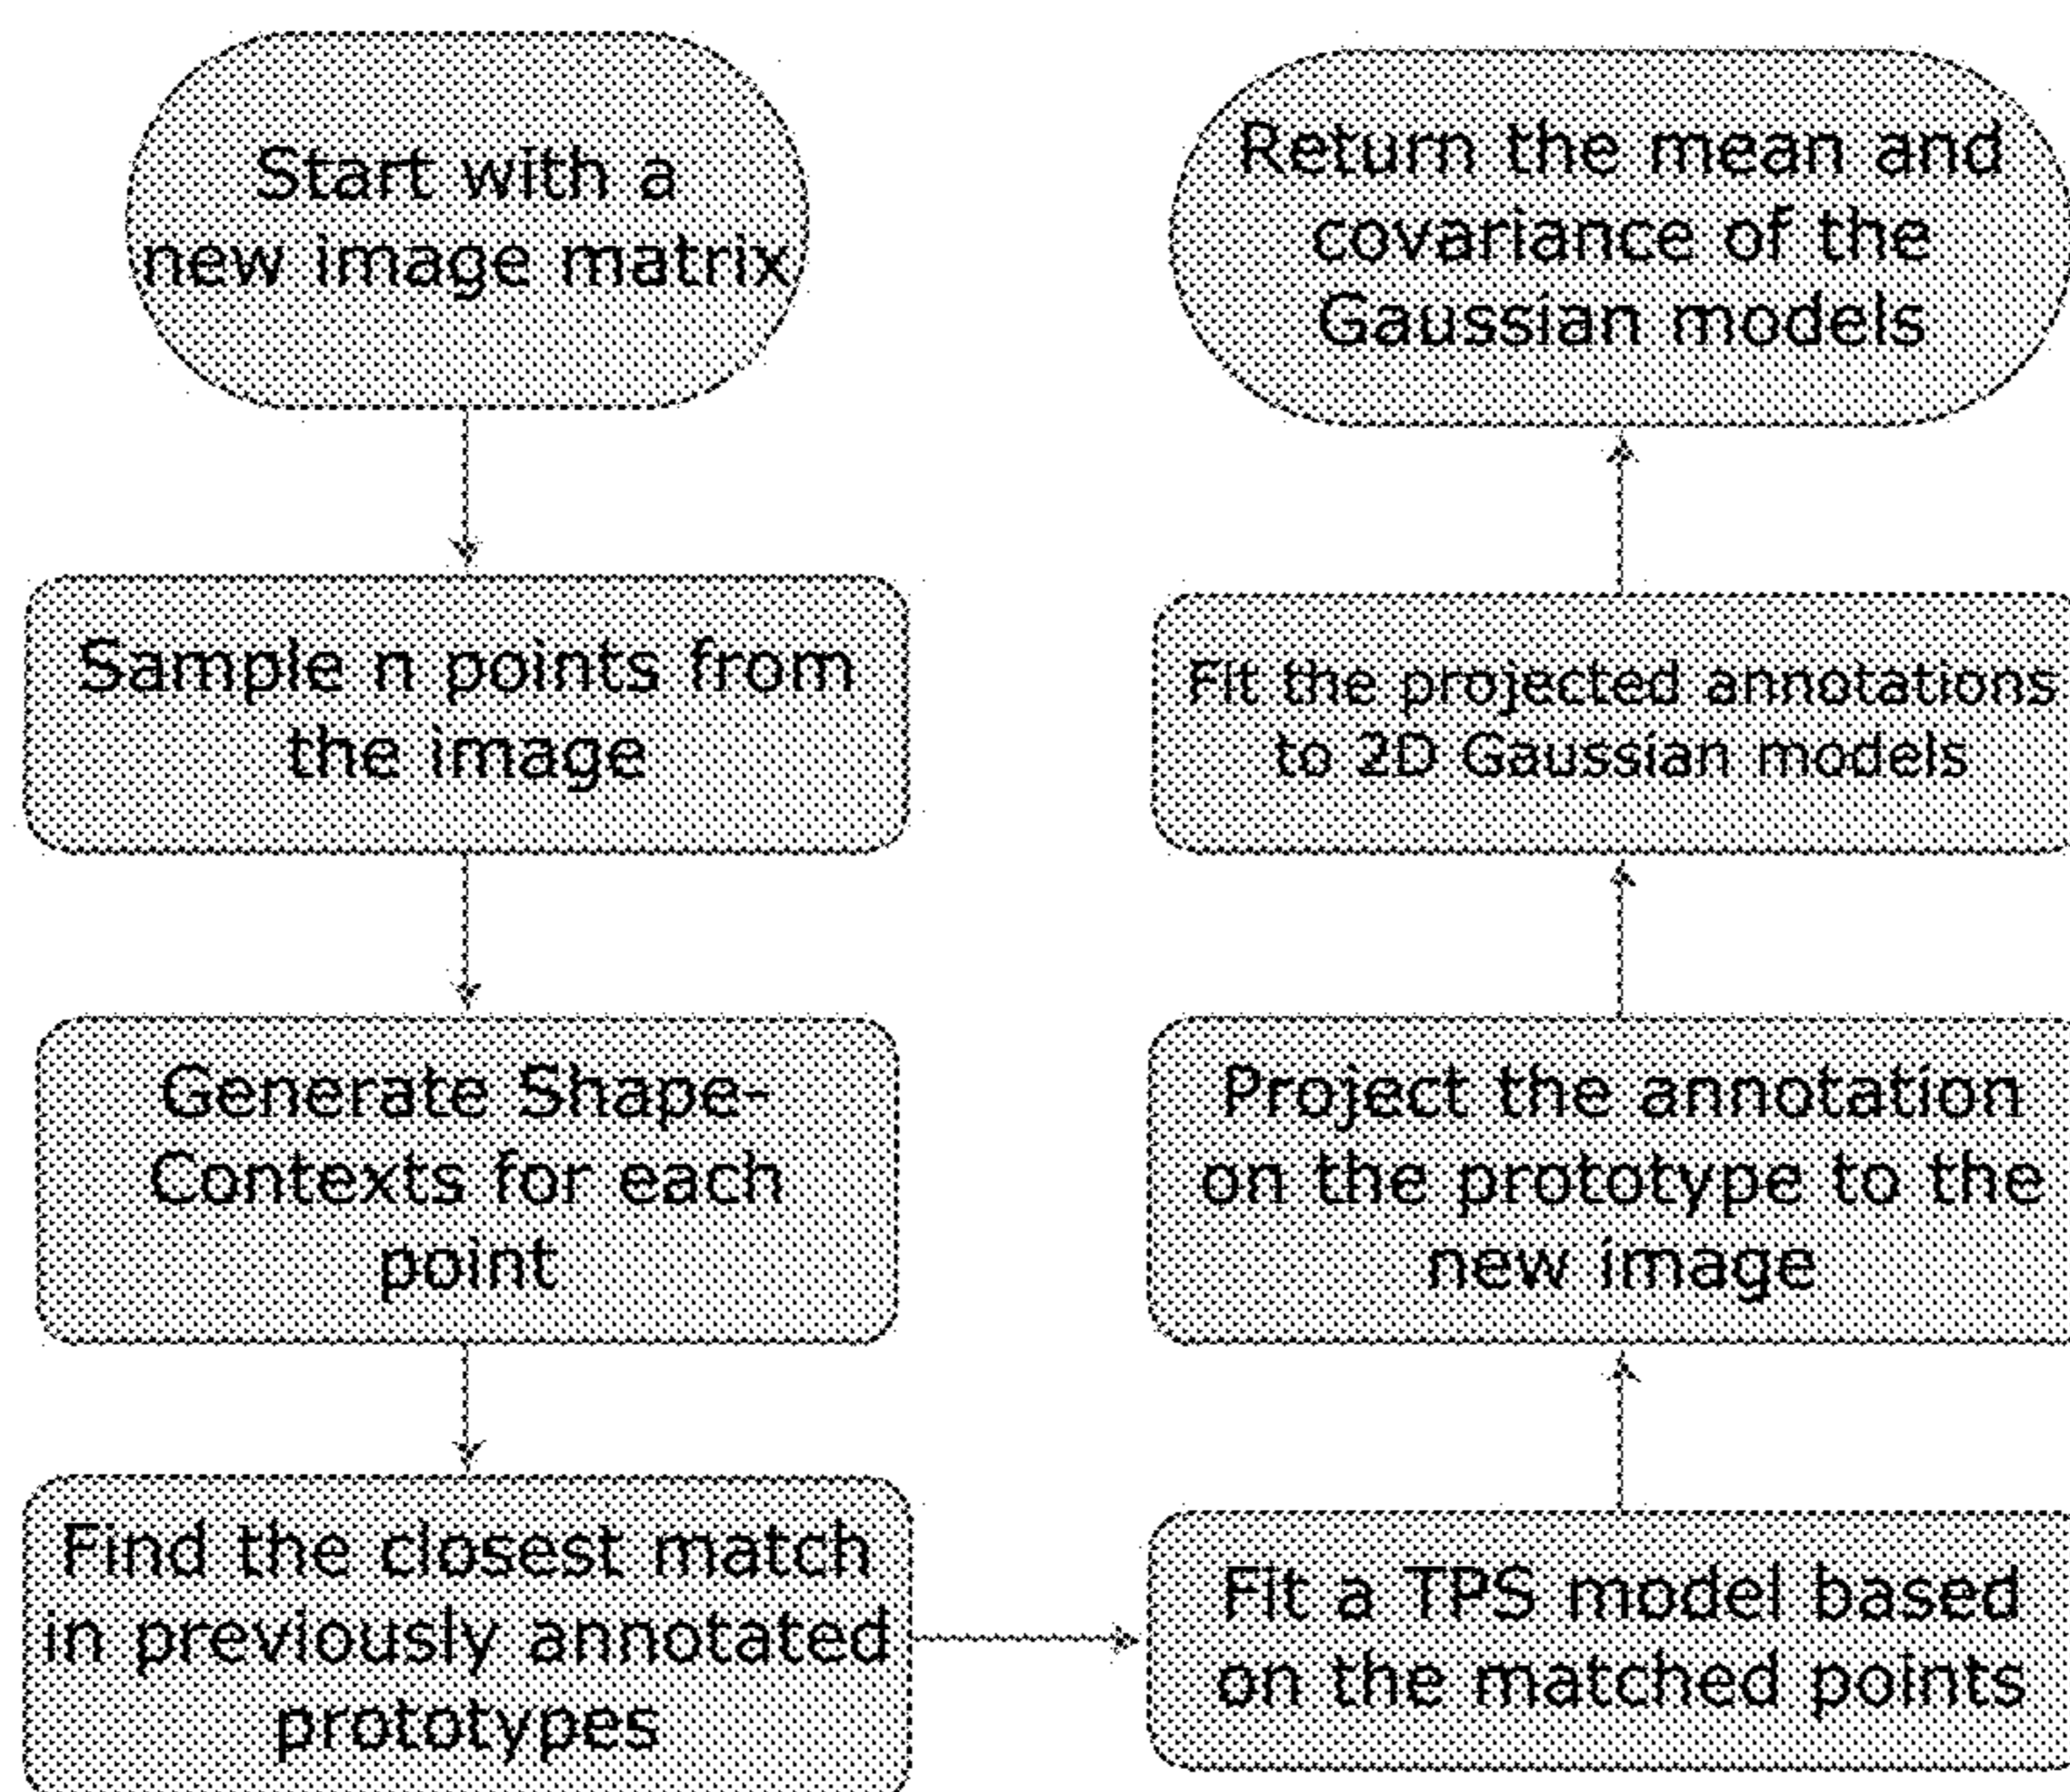 Start with a
new image matrix
Sample n points from
the image
Generate Shape-
Contexts for each
point
Find the closest match
in previously annotated
prototypes
Fit a TPS model based
on the matched points
Project the annotation
on the prototype to the
new image
Fit the projected annotations
to 2D Gaussian models
Return the mean and
covariance of the
Gaussian models